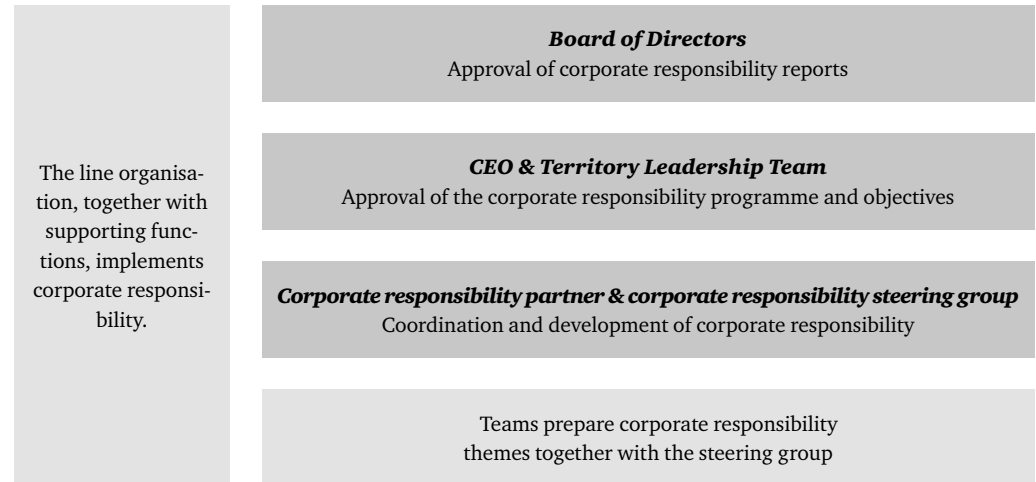 The line organisa-
tion, together with
supporting func-
tions, implements
corporate responsi-
bility.
Board of Directors
Approval of corporate responsibility reports
CEO & Territory Leadership Team
Approval of the corporate responsibility programme and objectives
Corporate responsibility partner & corporate responsibility steering group
Coordination and development of corporate responsibility
Teams prepare corporate responsibility
themes together with the steering group